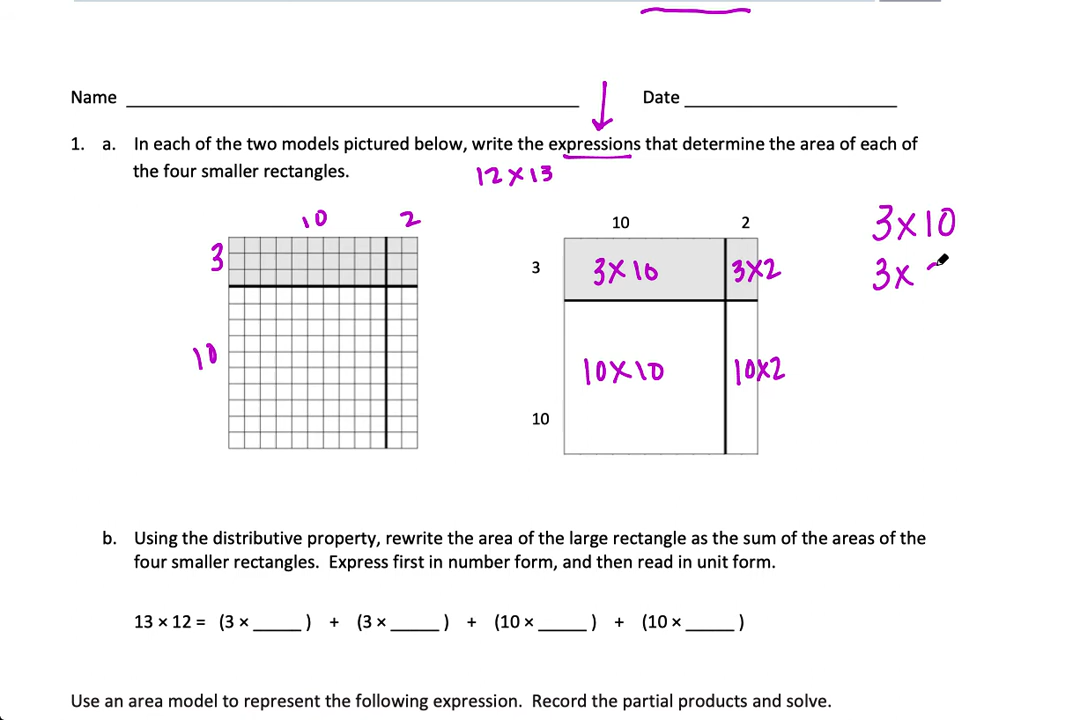 Name ________________ Date ________________
1. a. In each of the two models pictured below, write the expressions that determine the area of each of
the four smaller rectangles.
12 x 13
10 2
3
10
10 2
3
10
3 x 10 3 x 2
10 x 10 10 x 2
3 x 10
3 x
b. Using the distributive property, rewrite the area of the large rectangle as the sum of the areas of the
four smaller rectangles. Express first in number form, and then read in unit form.
13 × 12 = (3 × _____ ) + (3 × _____ ) + (10 × _____ ) + (10 × _____ )
Use an area model to represent the following expression. Record the partial products and solve.